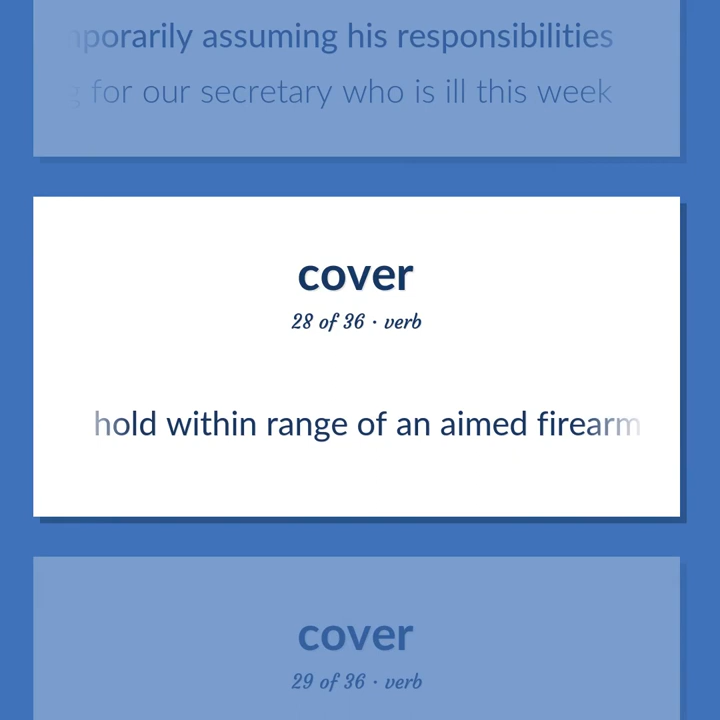 assuming his responsibilities
for our secretary who is ill this week
cover
28 of 36 · verb
hold within range of an aimed firearm
cover
29 of 36 · verb